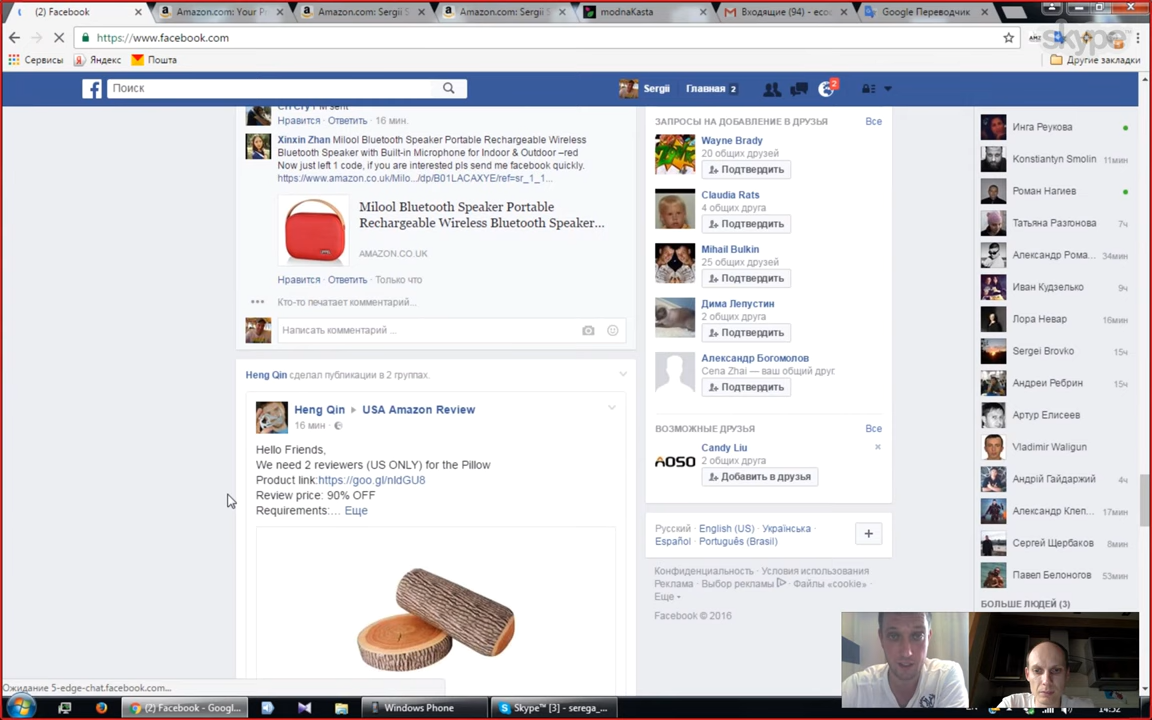 (2) Facebook
Amazon.com: Your P
Amazon.com: Sergii S
Amazon.com: Sergii S
modnaKasta
Входящие (94) - eco
Google Переводчик
https://www.facebook.com
skype
Сервисы
Яндекс
Почта
Другие закладки
Поиск
Sergii
Главная 2
2
Нравится · Ответить · 16 мин.
Xinxin Zhan Milool Bluetooth Speaker Portable Rechargeable Wireless
Bluetooth Speaker with Built-in Microphone for Indoor & Outdoor –red
Now just left 1 code, if you are interested pls send me facebook quickly.
https://www.amazon.co.uk/Milo.../dp/B01LACAXYE/ref=sr_1_1...
Milool Bluetooth Speaker
Portable
Rechargeable Wireless Bluetooth Speaker...
AMAZON.CO.UK
Нравится · Ответить · Только что
Кто-то печатает комментарий...
Написать комментарий ...
Heng Qin сделал публикации в 2 группах.
Heng Qin ▸ USA Amazon Review
16 мин ·
Hello Friends,
We need 2 reviewers (US ONLY) for the Pillow
Product link:https://goo.gl/nIdGU8
Review price: 90% OFF
Requirements:... Еще
ЗАПРОСЫ НА ДОБАВЛЕНИЕ В ДРУЗЬЯ
Все
Wayne Brady
20 общих друзей
Подтвердить
Claudia Rats
4 общих друга
Подтвердить
Mihail Bulkin
25 общих друзей
Подтвердить
Дима Лепустин
2 общих друга
Подтвердить
Александр Богомолов
Cena Zhai — ваш общий друг.
Подтвердить
ВОЗМОЖНЫЕ ДРУЗЬЯ
Все
AOSO
Candy Liu
2 общих друга
Добавить в друзья
Русский · English (US) · Українська ·
Español · Português (Brasil)
Конфиденциальность · Условия использования
Реклама · Выбор рекламы · Файлы «cookie» ·
Еще
Facebook © 2016
Инга Реукова
Konstiantyn Smolin 11мин
Роман Нагиев
Татьяна Разгонова 7ч
Александр Рома... 34мин
Иван Кудзелько 9ч
Лора Невар 16мин
Sergei Brovko 15ч
Андрей Ребрин 15ч
Артур Елисеев
Vladimir Waligun
Андрій Гайдаржий 4ч
Александр Клеп... 17мин
Сергей Щербаков 8мин
Павел Белоногов 53мин
БОЛЬШЕ ЛЮДЕЙ (3)
Ожидание 5-edge-chat.facebook.com...
(2) Facebook - Googl...
Windows Phone
Skype™ [3] - serega_...
14:52